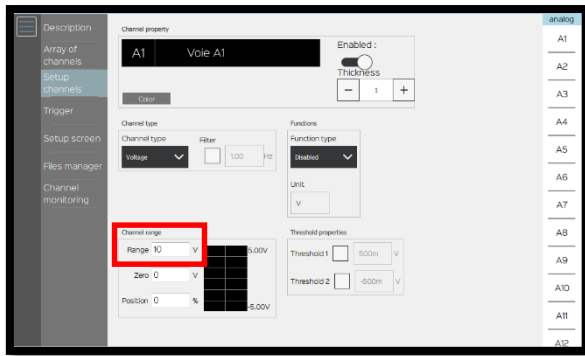 Description
Array of
channels
Setup
channels
Trigger
Setup screen
Files manager
Channel
monitoring
Channel property
A1 Voie A1
Enabled :
Thickness
− 1 +
Color
Channel type
Channel type Filter
Voltage 1.00 Hz
Functions
Function type
Disabled
Unit
V
Channel range
Range 10 V 5.00V
Zero 0 V
Position 0 % -5.00V
Threshold properties
Threshold 1 500m V
Threshold 2 -500m V
analog
A1
A2
A3
A4
A5
A6
A7
A8
A9
A10
A11
A12